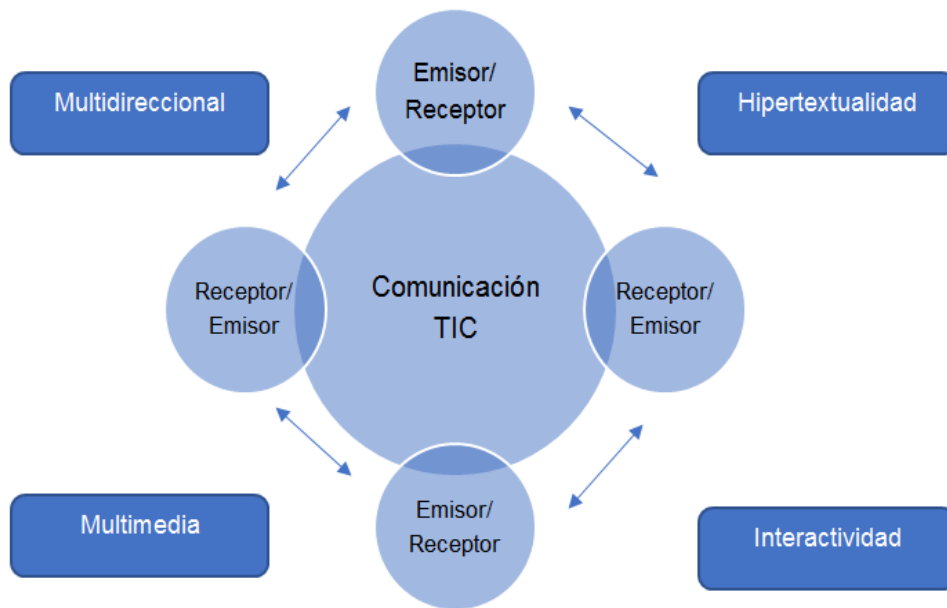 Emisor/
Receptor
Multidireccional
Hipertextualidad
Receptor/
Emisor
Comunicación
TIC
Receptor/
Emisor
Emisor/
Receptor
Multimedia
Interactividad